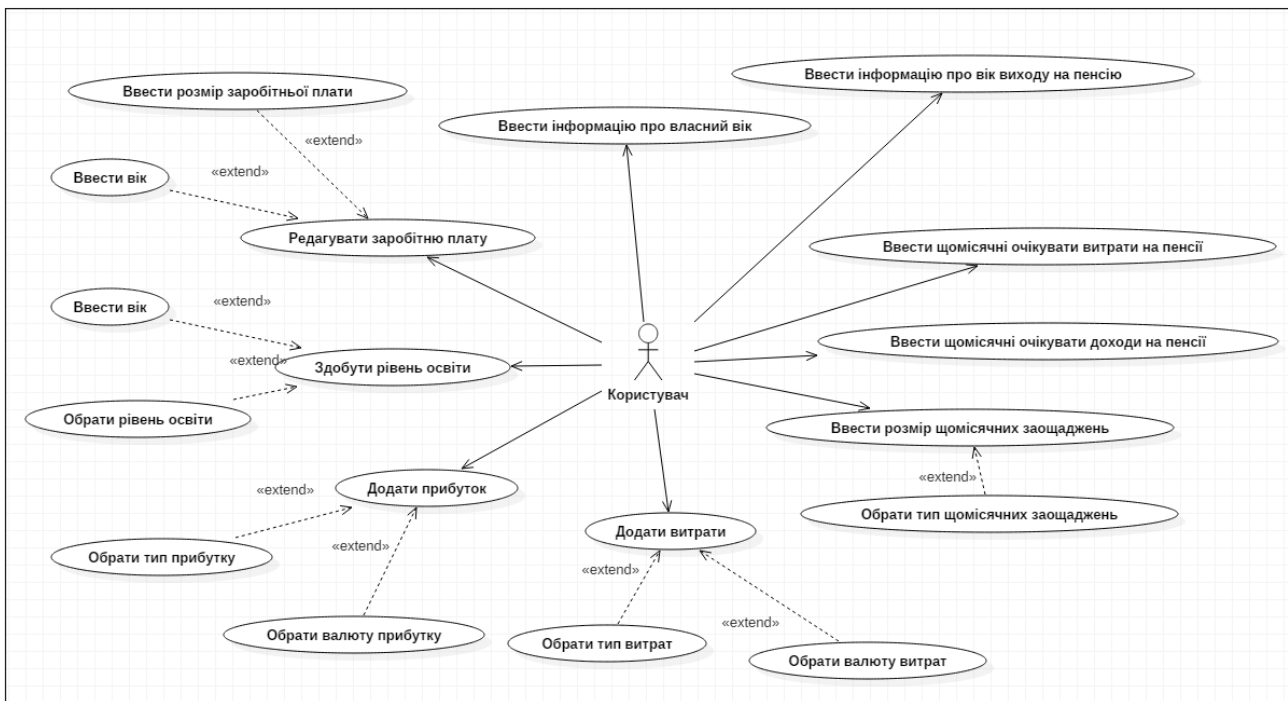 Ввести інформацію про вік виходу на пенсію
Ввести розмір заробітньої плати
Ввести інформацію про власний вік
«extend»
«extend»
Ввести вік
Редагувати заробітню плату
Ввести щомісячні очікувати витрати на пенсії
«extend»
Ввести вік
Ввести щомісячні очікувати доходи на пенсії
«extend»
Здобути рівень освіти
Користувач
Обрати рівень освіти
Ввести розмір щомісячних заощаджень
«extend»
«extend»
Додати прибуток
Обрати тип щомісячних заощаджень
Додати витрати
«extend»
Обрати тип прибутку
«extend»
«extend»
Обрати валюту прибутку
Обрати тип витрат
Обрати валюту витрат